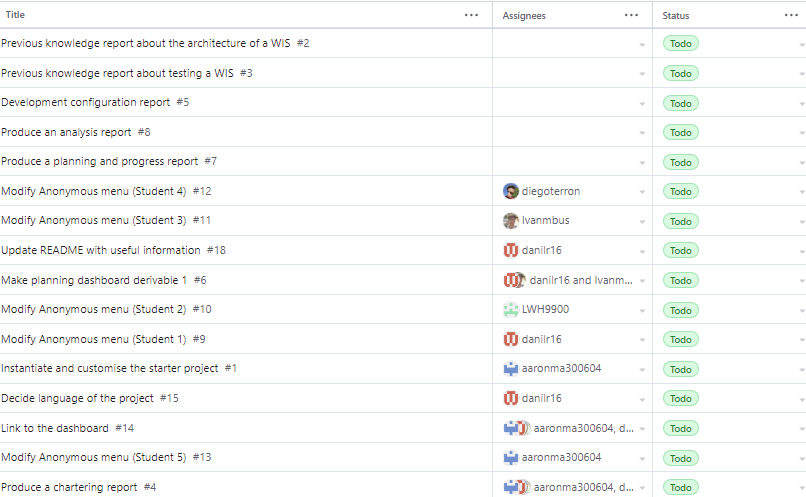 Title ... Assignees ... Status ...
Previous knowledge report about the architecture of a WIS #2 Todo
Previous knowledge report about testing a WIS #3 Todo
Development configuration report #5 Todo
Produce an analysis report #8 Todo
Produce a planning and progress report #7 Todo
Modify Anonymous menu (Student 4) #12 diegoterron Todo
Modify Anonymous menu (Student 3) #11 Ivanmbus Todo
Update README with useful information #18 danilr16 Todo
Make planning dashboard derivable 1 #6 danilr16 and Ivanm... Todo
Modify Anonymous menu (Student 2) #10 LWH9900 Todo
Modify Anonymous menu (Student 1) #9 danilr16 Todo
Instantiate and customise the starter project #1 aaronma300604 Todo
Decide language of the project #15 danilr16 Todo
Link to the dashboard #14 aaronma300604, d... Todo
Modify Anonymous menu (Student 5) #13 aaronma300604 Todo
Produce a chartering report #4 aaronma300604, d... Todo